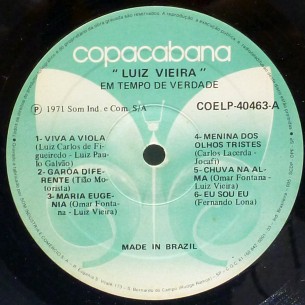 copacabana
"LUIZ VIEIRA"
EM TEMPO DE VERDADE
P 1971 Som Ind. e Com. S/A
COELP-40463-A
1- VIVA A VIOLA
(Luiz Carlos de Fi-
gueiredo - Luiz Pau-
lo Galvão)
2- GARÔA DIFE-
RENTE (Tião Mo-
torista)
3- MARIA EUGE-
NIA (Omar Fonta-
na - Luiz Vieira)
4- MENINA DOS
OLHOS TRISTES
(Carlos Lacerda -
Jocafi)
5- CHUVA NA AL-
MA (Omar Fontana -
Luiz Vieira)
6- EU SOU EU
(Fernando Lona)
MADE IN BRAZIL